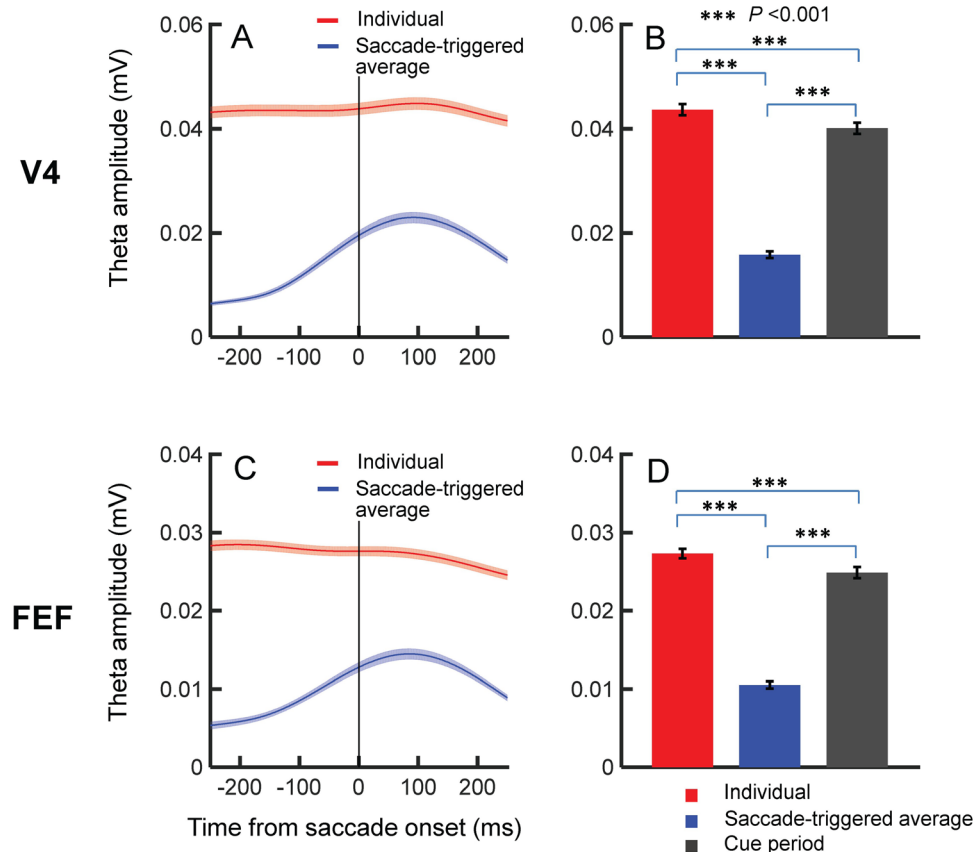 0.06
A
Individual
Saccade-triggered
average
0.04
0.02
0
-200 -100 0 100 200
Theta amplitude (mV)
V4
*** P <0.001
0.06
B
***
***
***
0.04
0.02
0
0.04
C
Individual
Saccade-triggered
average
0.03
0.02
0.01
0
-200 -100 0 100 200
Theta amplitude (mV)
Time from saccade onset (ms)
FEF
0.04
D
***
***
***
0.03
0.02
0.01
0
Individual
Saccade-triggered average
Cue period